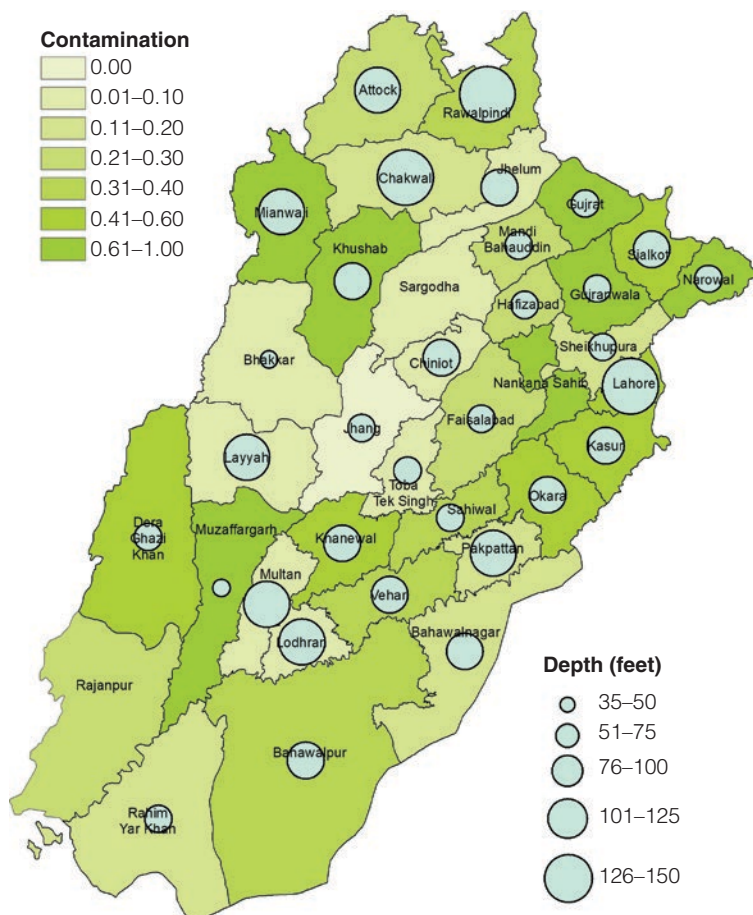 Contamination
0.00
0.01–0.10
0.11–0.20
0.21–0.30
0.31–0.40
0.41–0.60
0.61–1.00
Attock
Rawalpindi
Chakwal
Jhelum
Mianwali
Gujrat
Khushab
Mandi
Bahauddin
Sialkot
Sargodha
Gujranwala
Narowal
Hafizabad
Bhakkar
Chiniot
Sheikhupura
Nankana Sahib
Lahore
Jhang
Faisalabad
Layyah
Kasur
Toba
Tek Singh
Okara
Dera
Ghazi
Khan
Muzaffargarh
Khanewal
Sahiwal
Pakpattan
Multan
Vehari
Lodhran
Bahawalnagar
Rajanpur
Bahawalpur
Rahim
Yar Khan
Depth (feet)
35–50
51–75
76–100
101–125
126–150